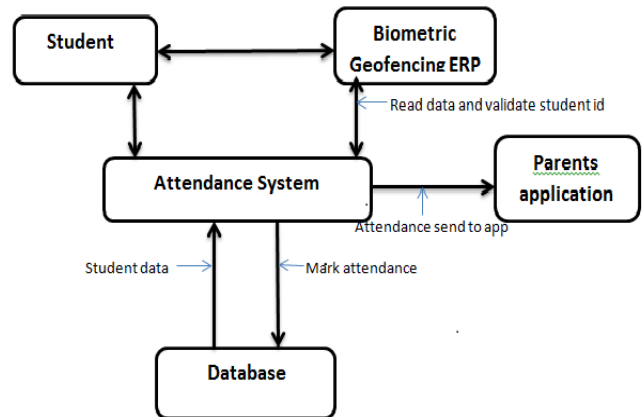 Student
Biometric
Geofencing ERP
Read data and validate student id
Attendance System
Parents
application
Attendance send to app
Student data
Mark attendance
Database